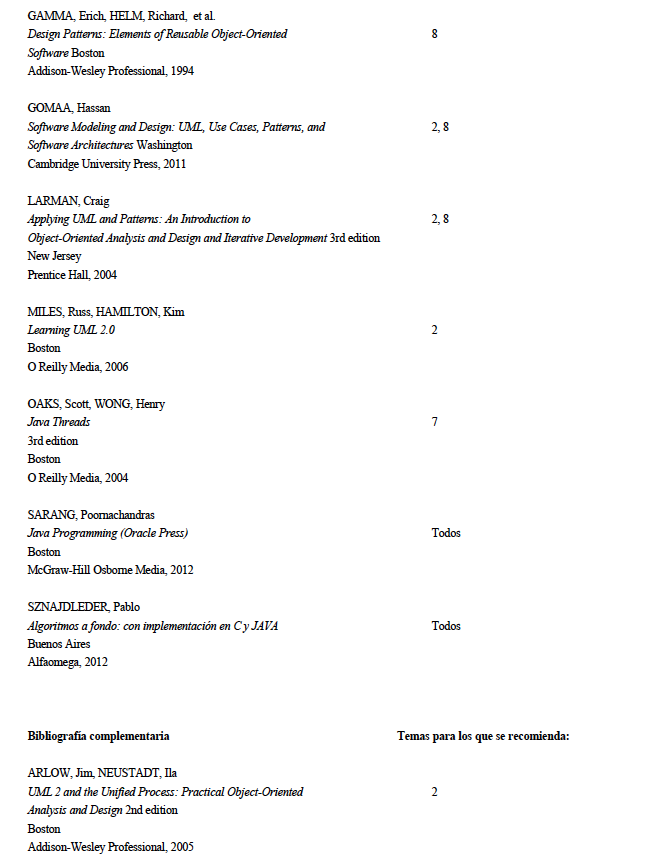 GAMMA, Erich, HELM, Richard, et al.
Design Patterns: Elements of Reusable Object-Oriented 8
Software Boston
Addison-Wesley Professional, 1994
GOMAA, Hassan
Software Modeling and Design: UML, Use Cases, Patterns, and 2, 8
Software Architectures Washington
Cambridge University Press, 2011
LARMAN, Craig
Applying UML and Patterns: An Introduction to 2, 8
Object-Oriented Analysis and Design and Iterative Development 3rd edition
New Jersey
Prentice Hall, 2004
MILES, Russ, HAMILTON, Kim
Learning UML 2.0 2
Boston
O Reilly Media, 2006
OAKS, Scott, WONG, Henry
Java Threads 7
3rd edition
Boston
O Reilly Media, 2004
SARANG, Poornachandras
Java Programming (Oracle Press) Todos
Boston
McGraw-Hill Osborne Media, 2012
SZNAJDLEDER, Pablo
Algoritmos a fondo: con implementación en C y JAVA Todos
Buenos Aires
Alfaomega, 2012
Bibliografía complementaria Temas para los que se recomienda:
ARLOW, Jim, NEUSTADT, Ila
UML 2 and the Unified Process: Practical Object-Oriented 2
Analysis and Design 2nd edition
Boston
Addison-Wesley Professional, 2005